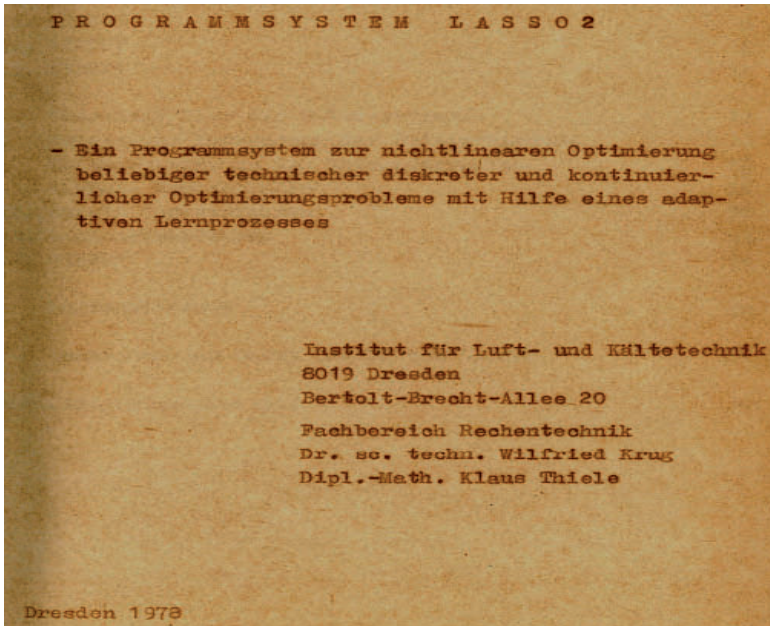 PROGRAMMSYSTEM LASSO2
- Ein Programmsystem zur nichtlinearen Optimierung
beliebiger technischer diskreter und kontinuier-
licher Optimierungsprobleme mit Hilfe eines adap-
tiven Lernprozesses
Institut für Luft- und Kältetechnik
8019 Dresden
Bertolt-Brecht-Allee 20
Fachbereich Rechentechnik
Dr. sc. techn. Wilfried Krug
Dipl.-Math. Klaus Thiele
Dresden 1978